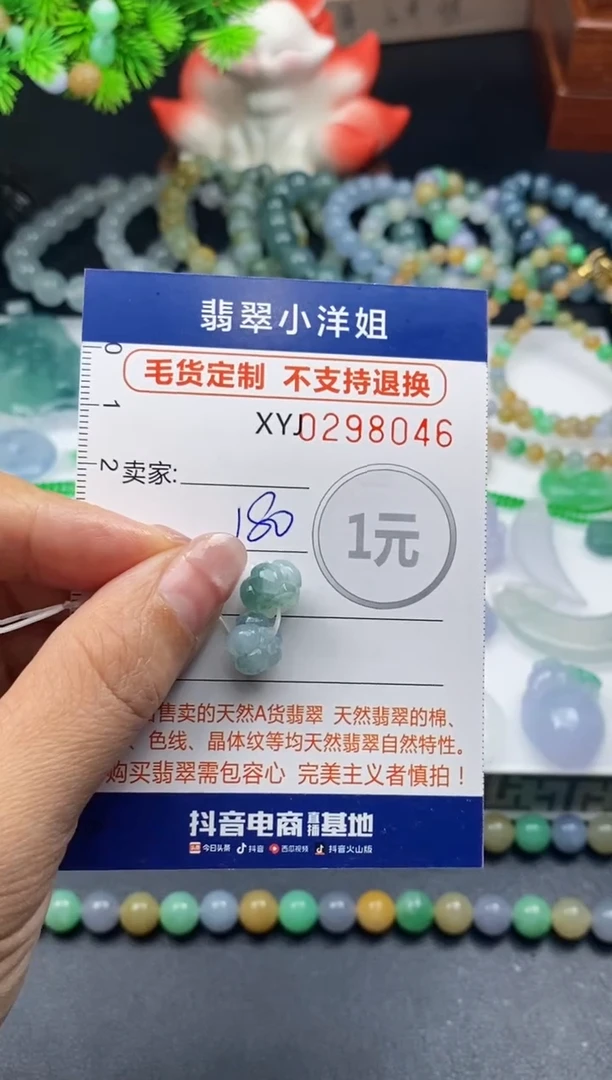 翡翠小洋姐
毛货定制 不支持退换
XYJ0298046
0
1
2
卖家:
180
1元
售卖的天然A货翡翠 天然翡翠的棉、
、色线、晶体纹等均天然翡翠自然特性。
购买翡翠需包容心 完美主义者慎拍!
抖音电商直播基地
今日头条 抖音 西瓜视频 抖音火山版